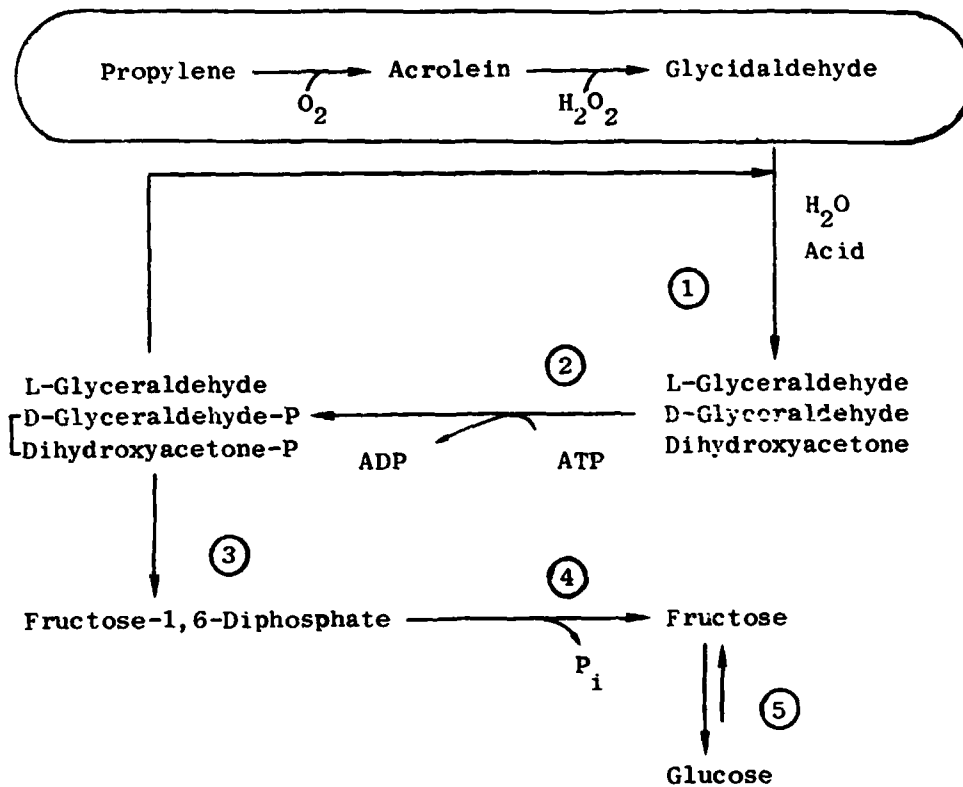 Propylene → Acrolein → Glycidaldehyde
O2 H2O2
H2O
Acid
1
2
L-Glyceraldehyde
D-Glyceraldehyde-P
Dihydroxyacetone-P
ADP ATP
L-Glyceraldehyde
D-Glyceraldehyde
Dihydroxyacetone
3
4
Fructose-1,6-Diphosphate → Fructose
Pi
5
Glucose